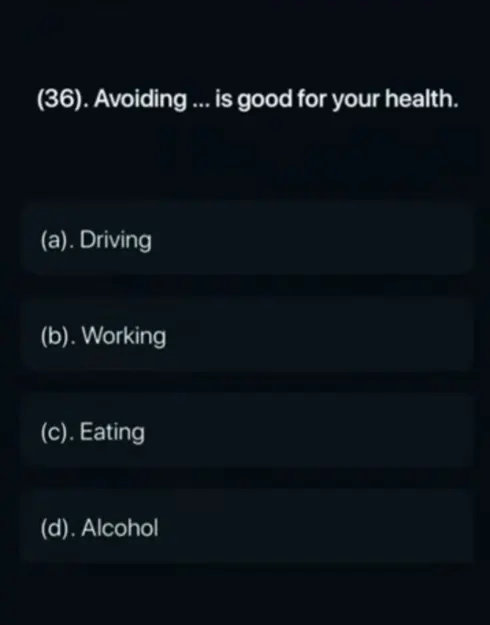 (36). Avoiding ... is good for your health.
(a). Driving
(b). Working
(c). Eating
(d). Alcohol